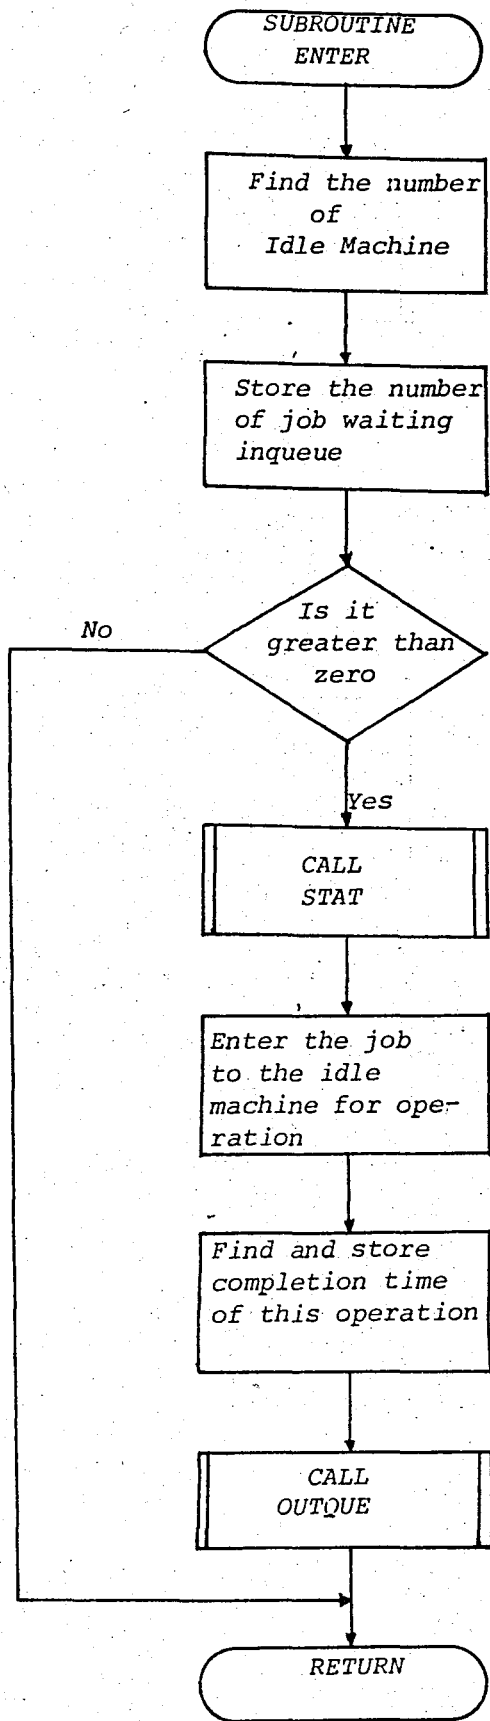 SUBROUTINE
ENTER
Find the number
of
Idle Machine
Store the number
of job waiting
inqueue
Is it
greater than
zero
No
Yes
CALL
STAT
Enter the job
to the idle
machine for ope-
ration
Find and store
completion time
of this operation
CALL
OUTQUE
RETURN